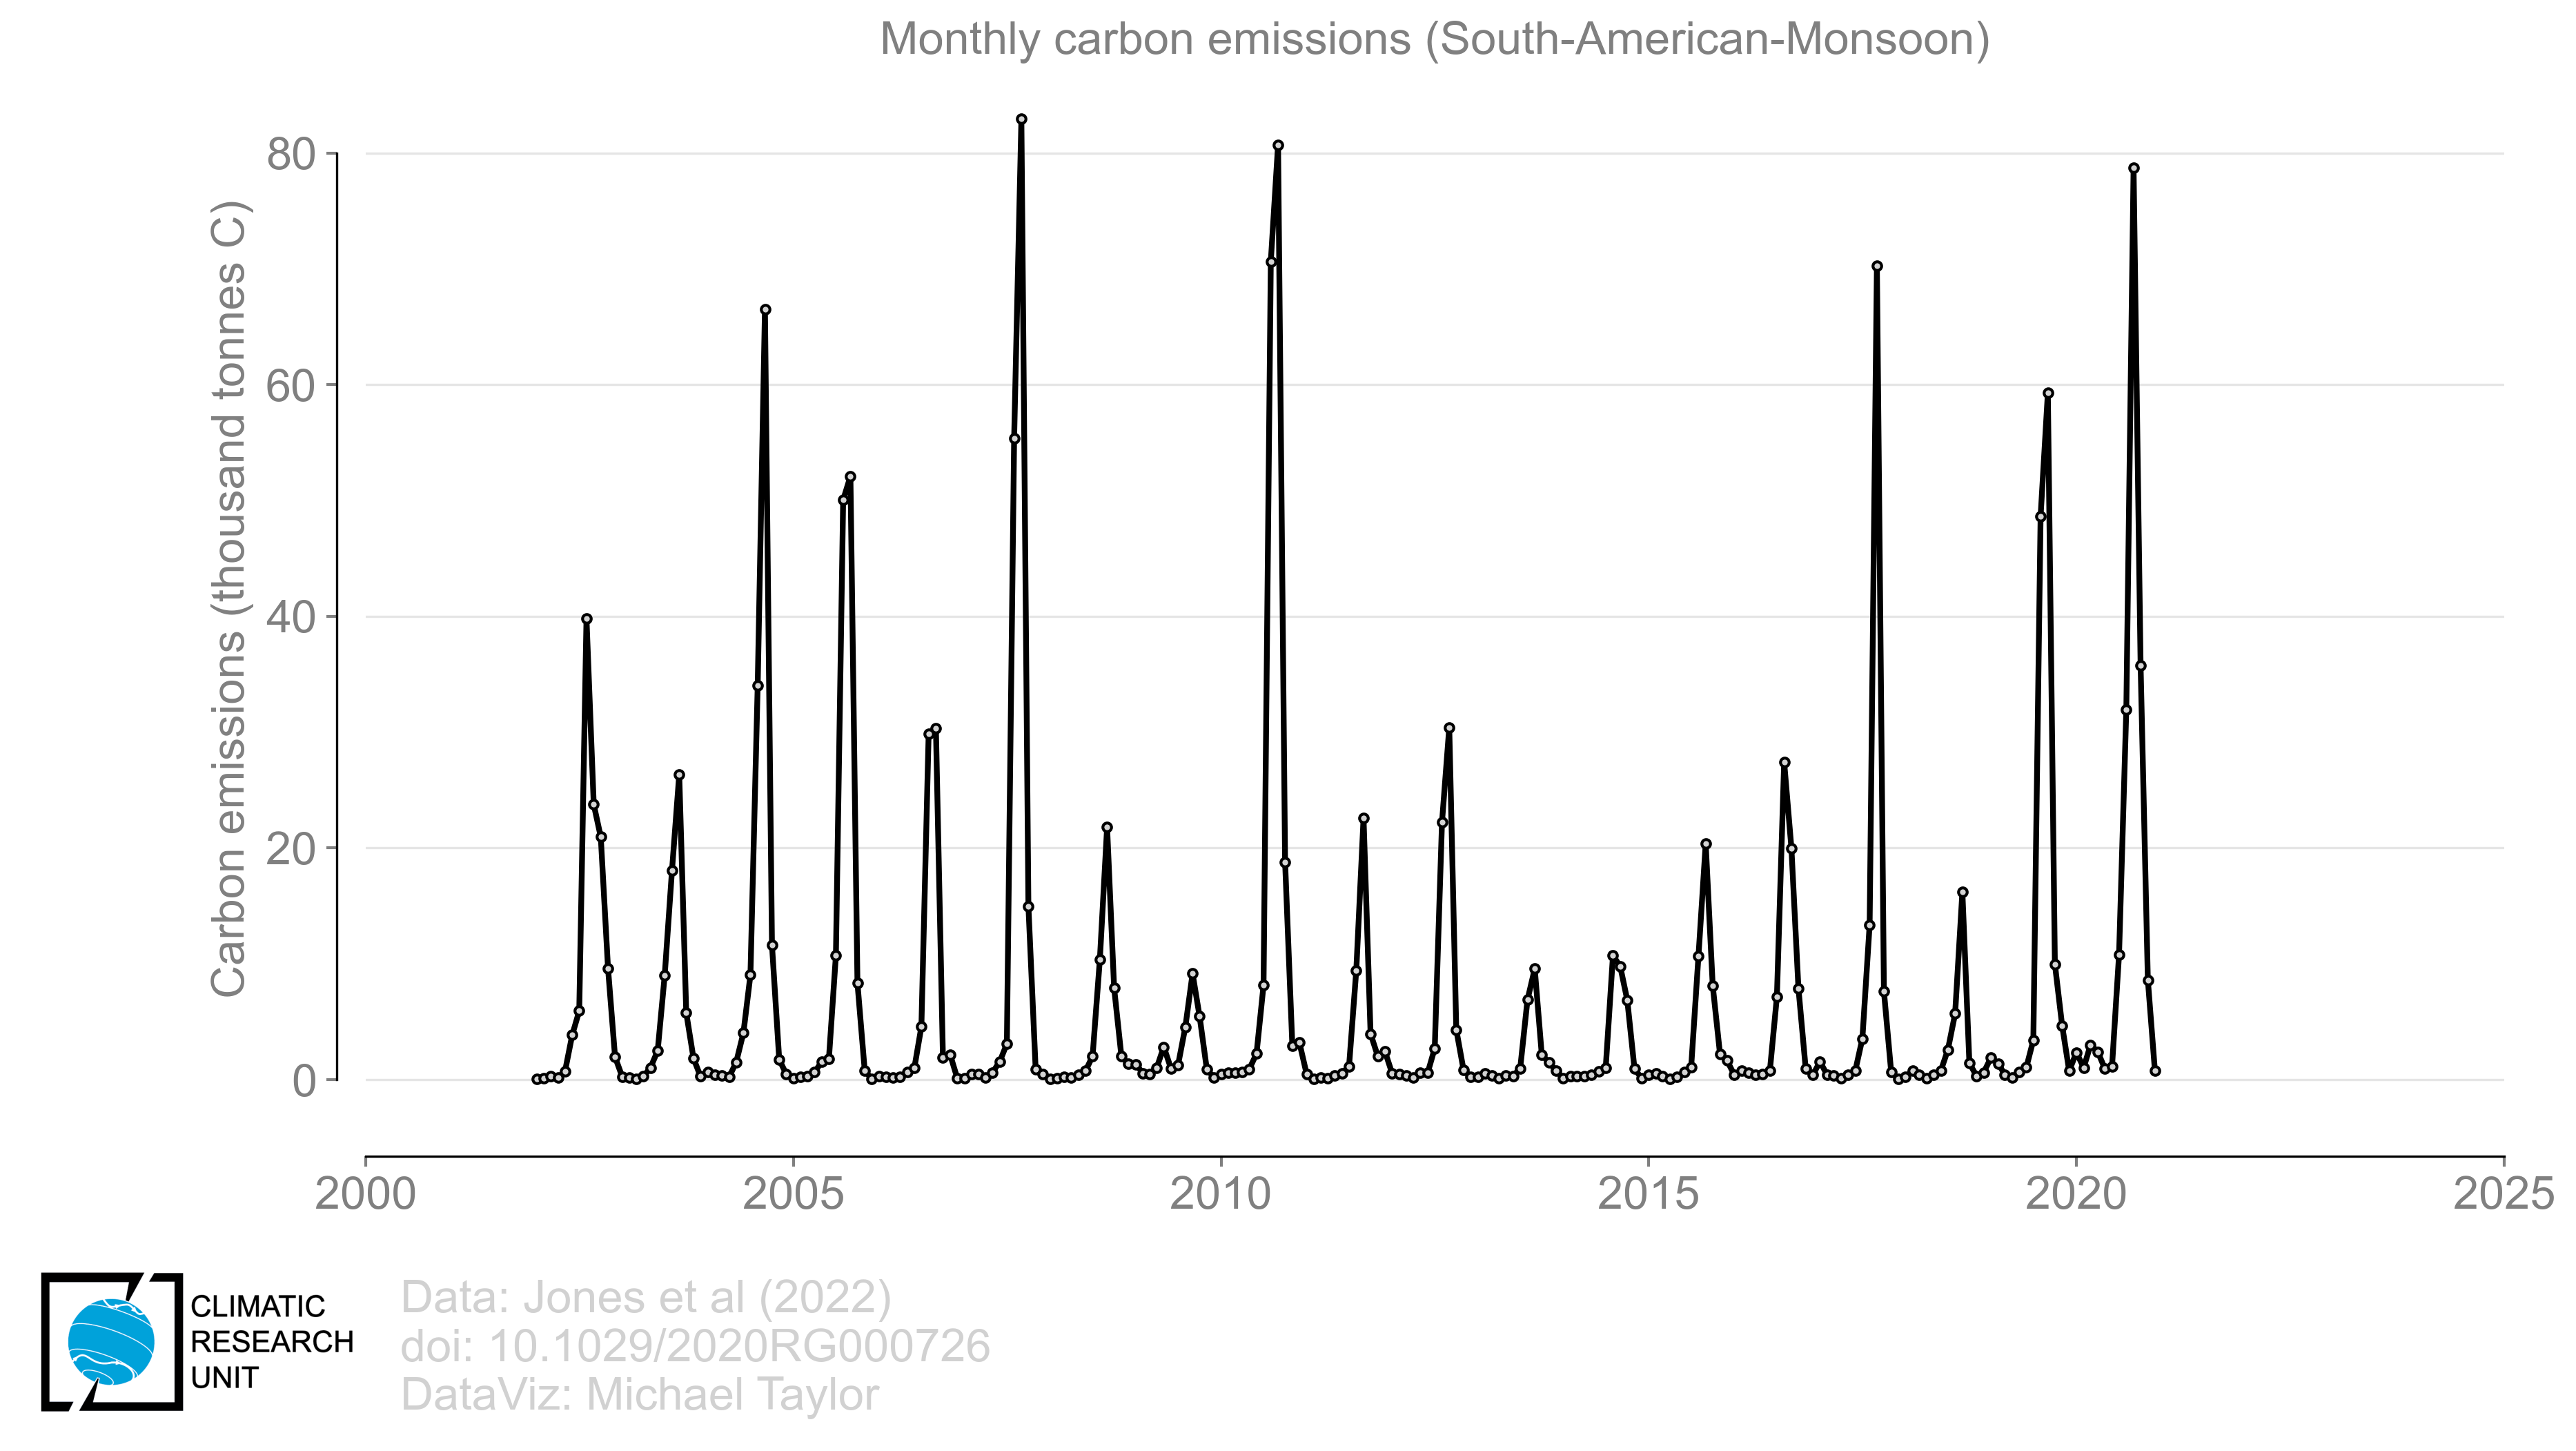 Monthly carbon emissions (South-American-Monsoon)
Carbon emissions (thousand tonnes C)
80
60
40
20
0
2000 2005 2010 2015 2020 2025
CLIMATIC
RESEARCH
UNIT
Data: Jones et al (2022)
doi: 10.1029/2020RG000726
DataViz: Michael Taylor